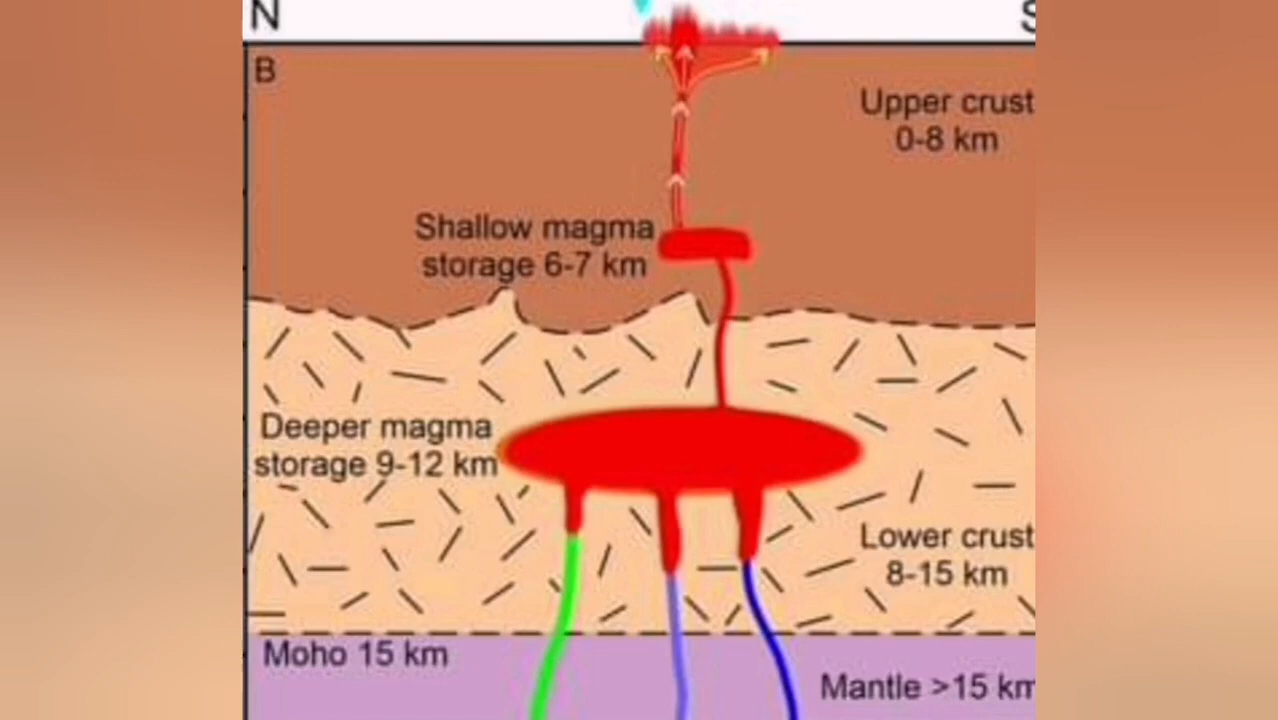 N
S
B
Upper crust
0-8 km
Shallow magma
storage 6-7 km
Deeper magma
storage 9-12 km
Lower crust
8-15 km
Moho 15 km
Mantle >15 km